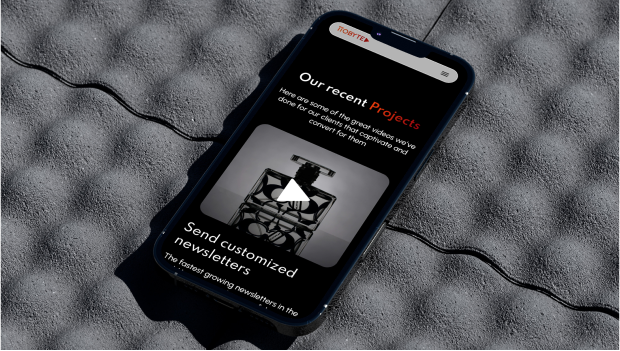 TTOBYTE
Our recent Projects
Here are some of the great videos we've
done for our clients that captivate and
convert for them
Send customized
newsletters
The fastest growing newsletters in the